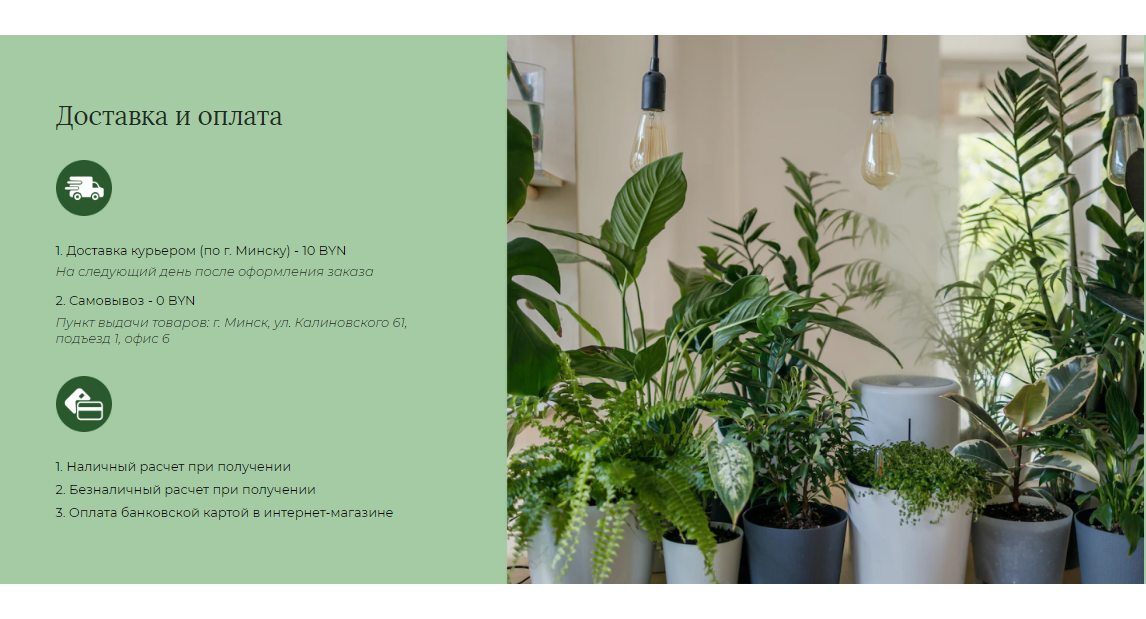 Доставка и оплата
1. Доставка курьером (по г. Минску) - 10 BYN
На следующий день после оформления заказа
2. Самовывоз - 0 BYN
Пункт выдачи товаров: г. Минск, ул. Калиновского 61,
подъезд 1, офис 6
1. Наличный расчет при получении
2. Безналичный расчет при получении
3. Оплата банковской картой в интернет-магазине